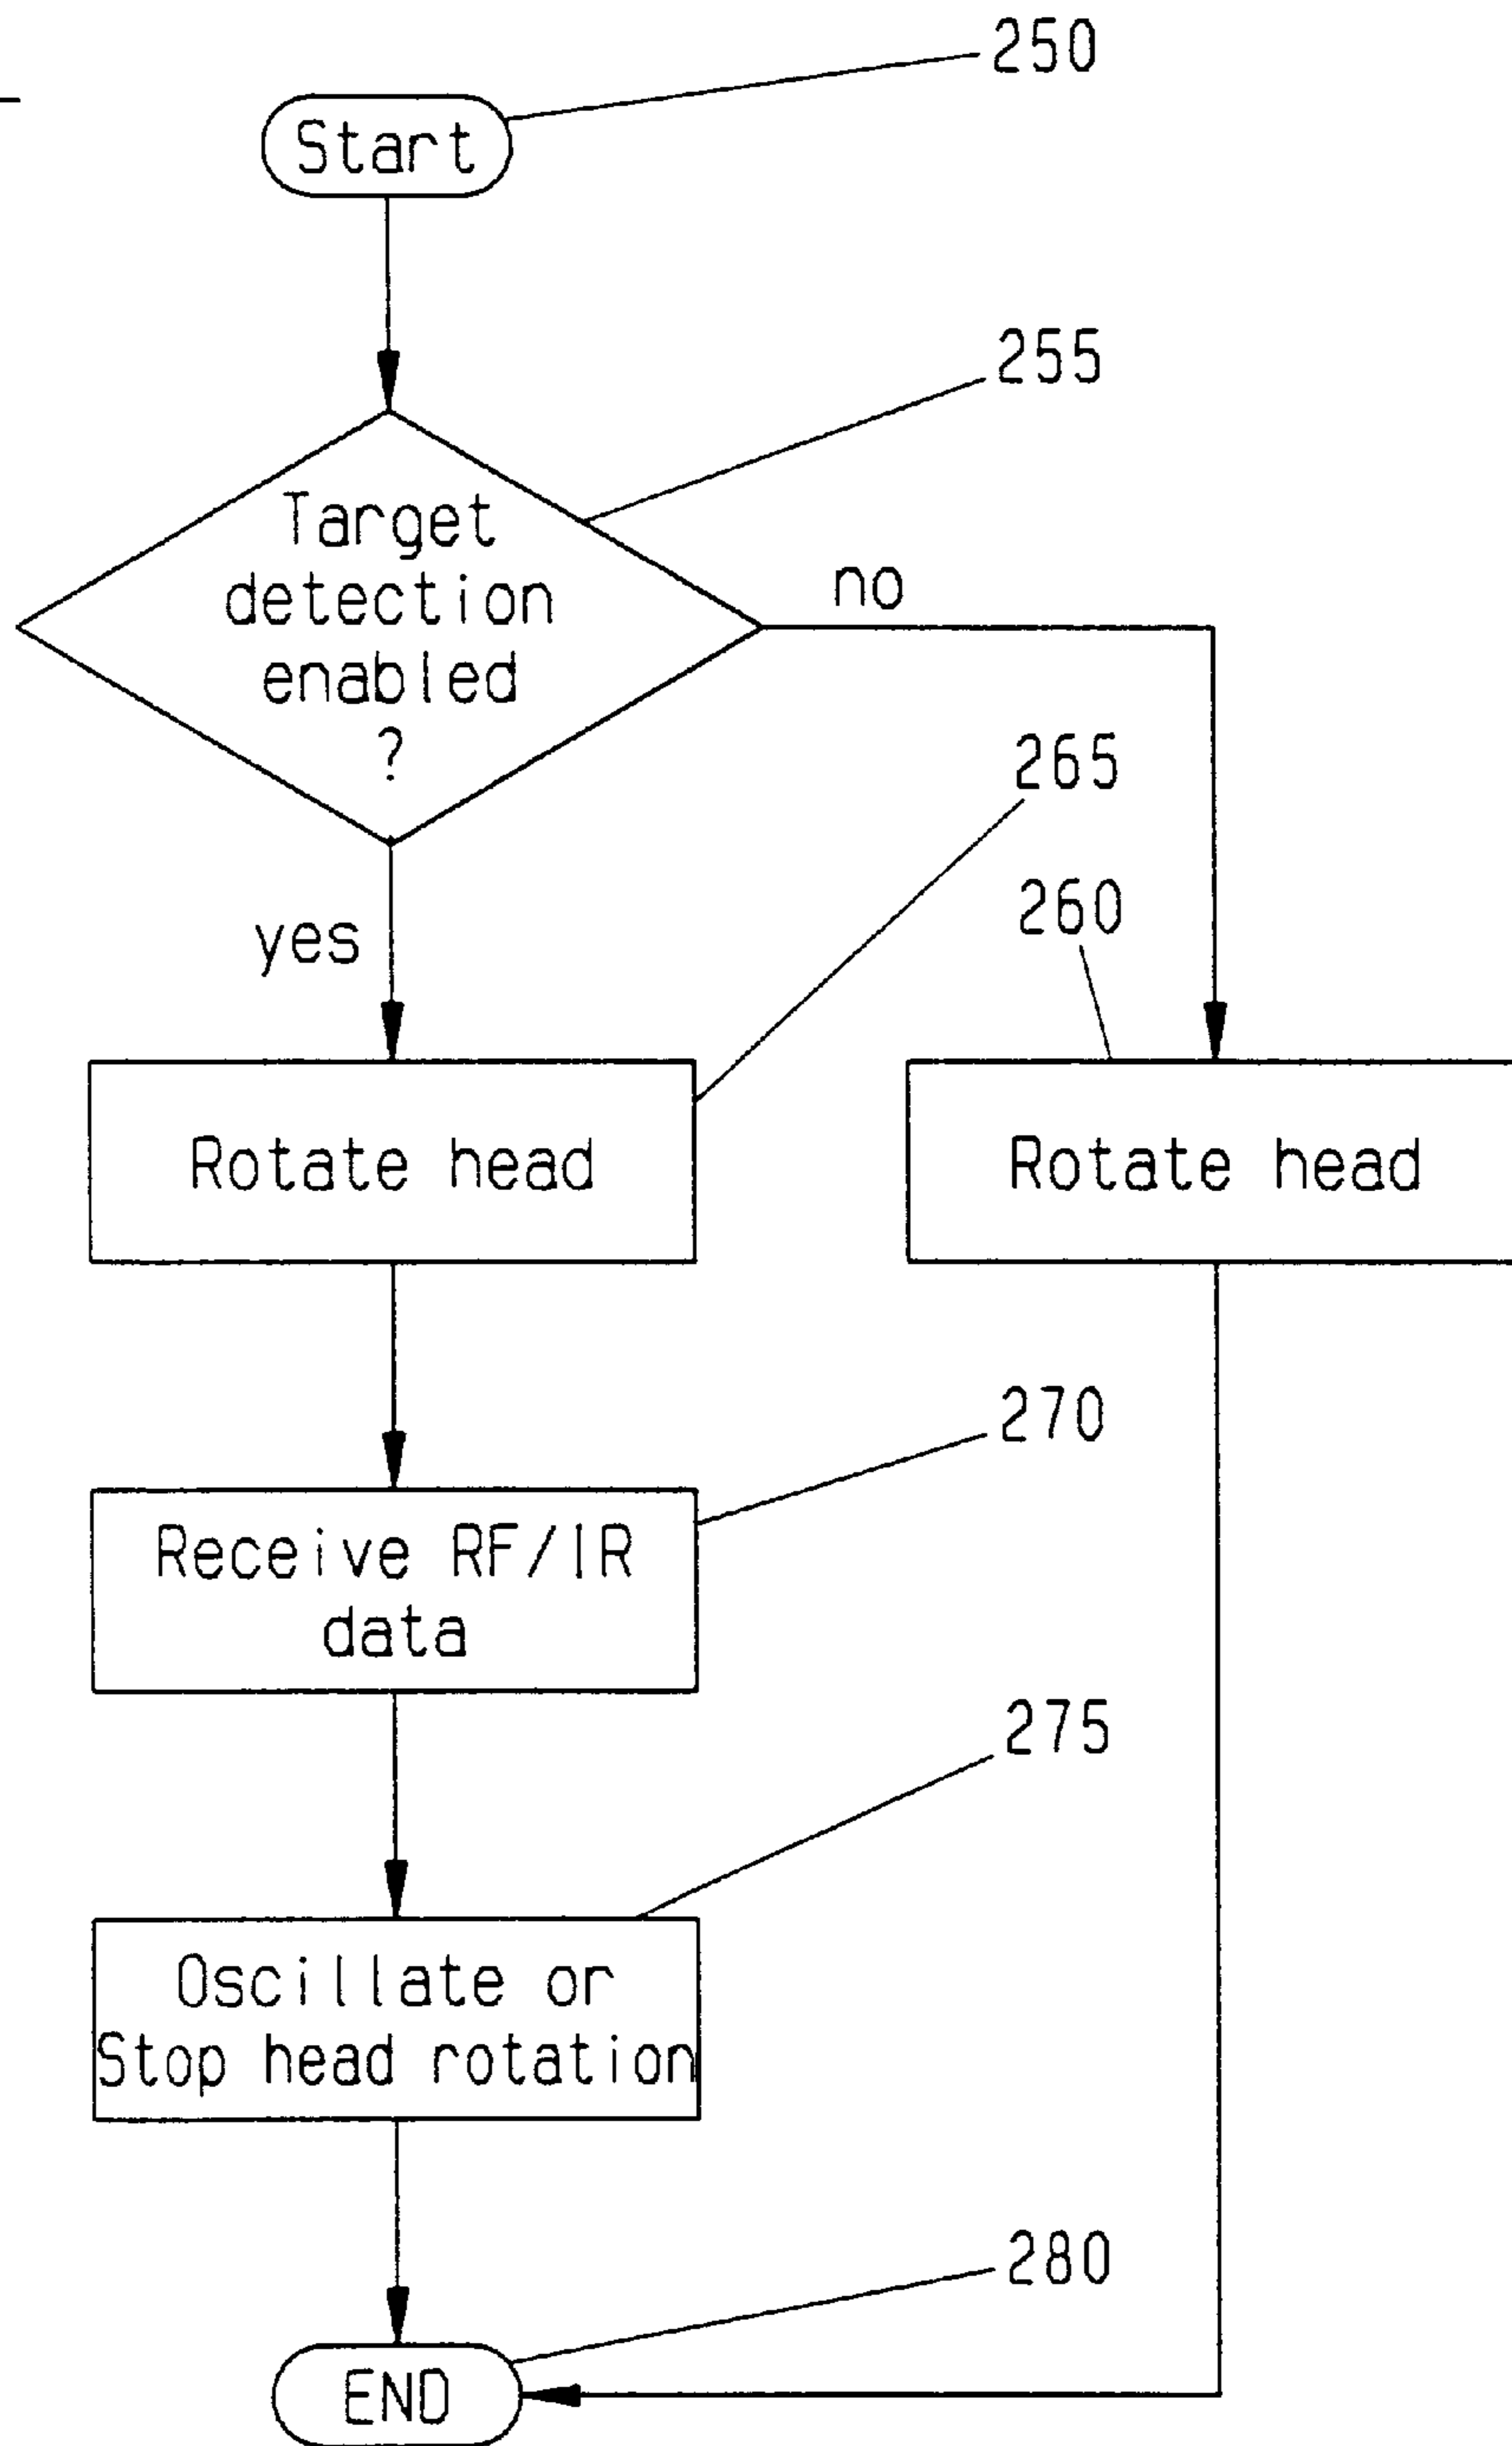 250
Start
255
Target
detection
enabled
?
no
265
260
yes
Rotate head
Rotate head
270
Receive RF/IR
data
275
Oscillate or
Stop head rotation
280
END